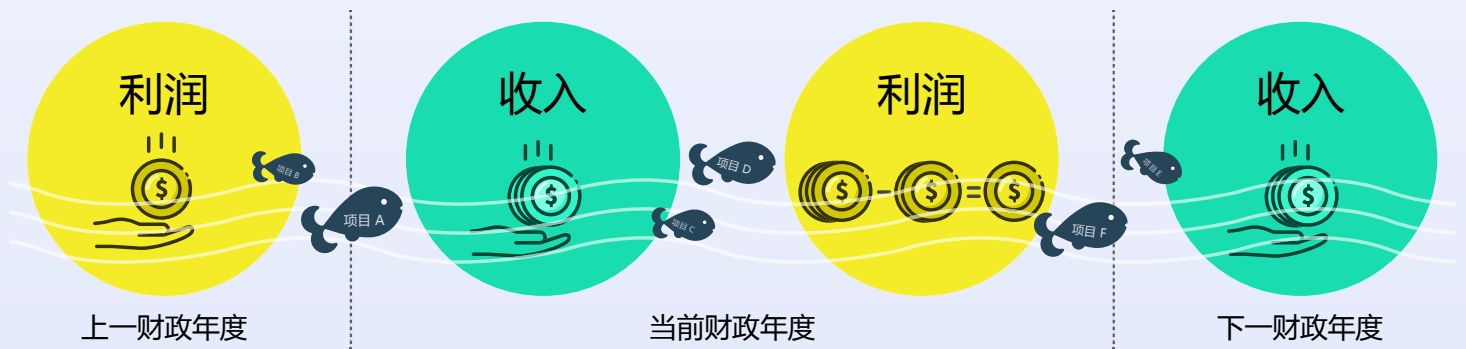 利润
收入
利润
收入
项目 B
项目 A
项目 D
项目 C
项目 E
项目 F
$
$
$
-
$
=
$
$
上一财政年度
当前财政年度
下一财政年度